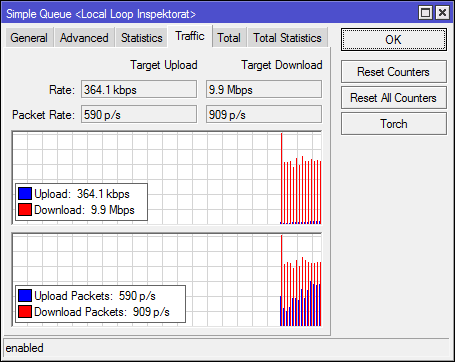 Simple Queue <Local Loop Inspektorat>
General Advanced Statistics Traffic Total Total Statistics
Target Upload Target Download
Rate: 364.1 kbps 9.9 Mbps
Packet Rate: 590 p/s 909 p/s
Upload: 364.1 kbps
Download: 9.9 Mbps
Upload Packets: 590 p/s
Download Packets: 909 p/s
OK
Reset Counters
Reset All Counters
Torch
enabled